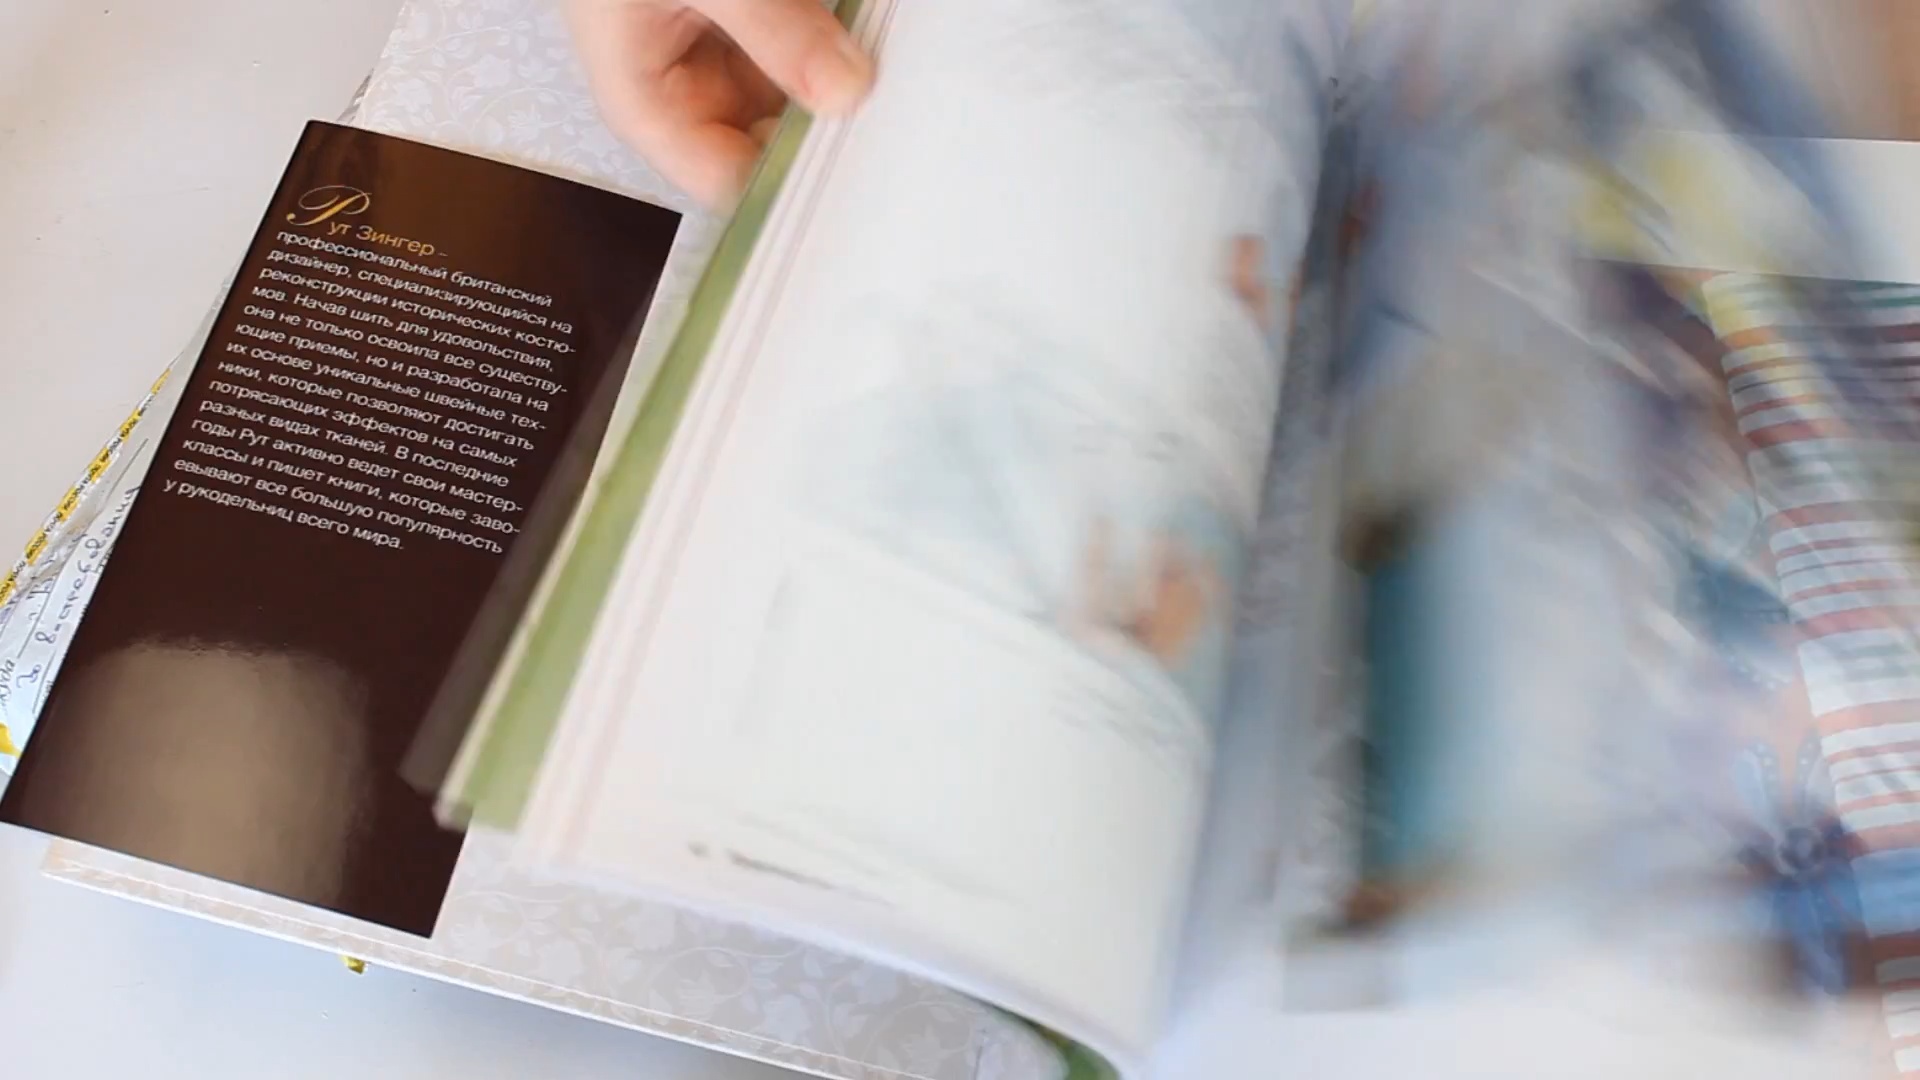 Рут Зингер –
профессиональный британский
дизайнер, специализирующийся на
реконструкции исторических костю-
мов. Начав шить для удовольствия,
она не только освоила все существу-
ющие приемы, но и разработала на
их основе уникальные швейные тех-
ники, которые позволяют достигать
потрясающих эффектов на самых
разных видах тканей. В последние
годы Рут активно ведет свои мастер-
классы и пишет книги, которые заво-
евывают все большую популярность
у рукодельниц всего мира.